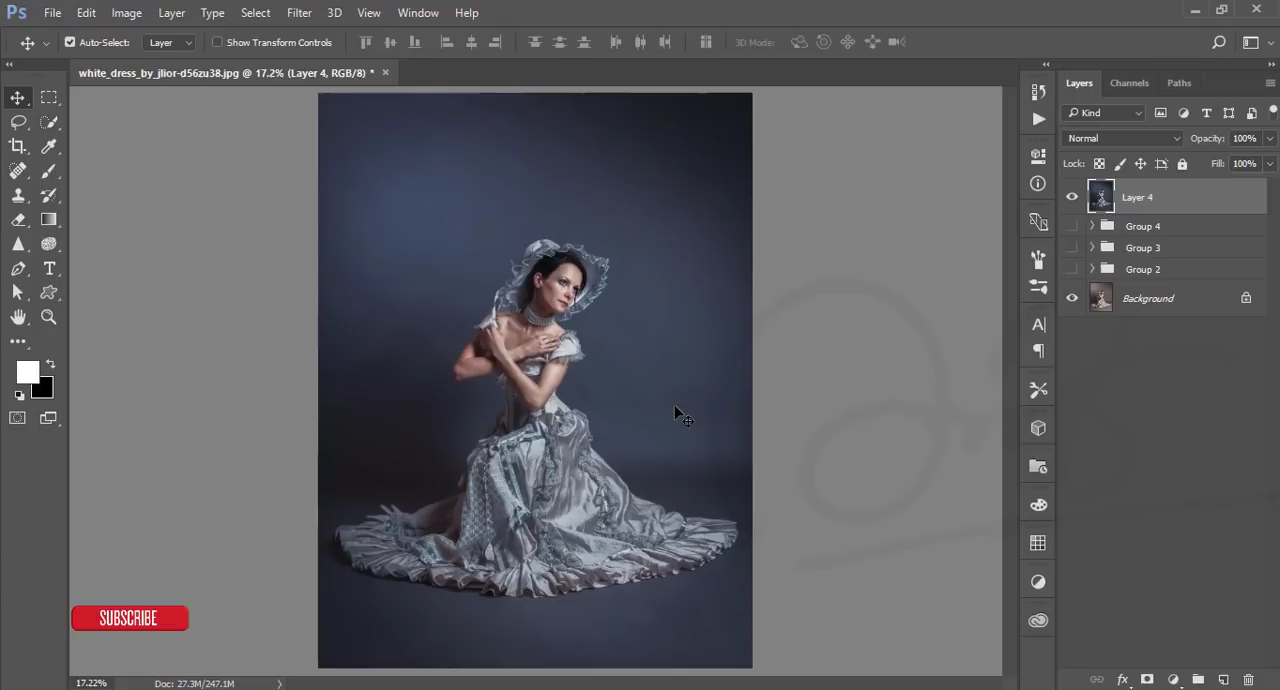 Ps File Edit Image Layer Type Select Filter 3D View Window Help
Auto-Select: Layer Show Transform Controls 3D Mode:
white_dress_by_jlior-d56zu38.jpg @ 17.2% (Layer 4, RGB/8) * ×
Layers Channels Paths
Kind
Normal Opacity: 100%
Lock: Fill: 100%
Layer 4
Group 4
Group 3
Group 2
Background
SUBSCRIBE
17.22% Doc: 27.3M/247.1M
fx